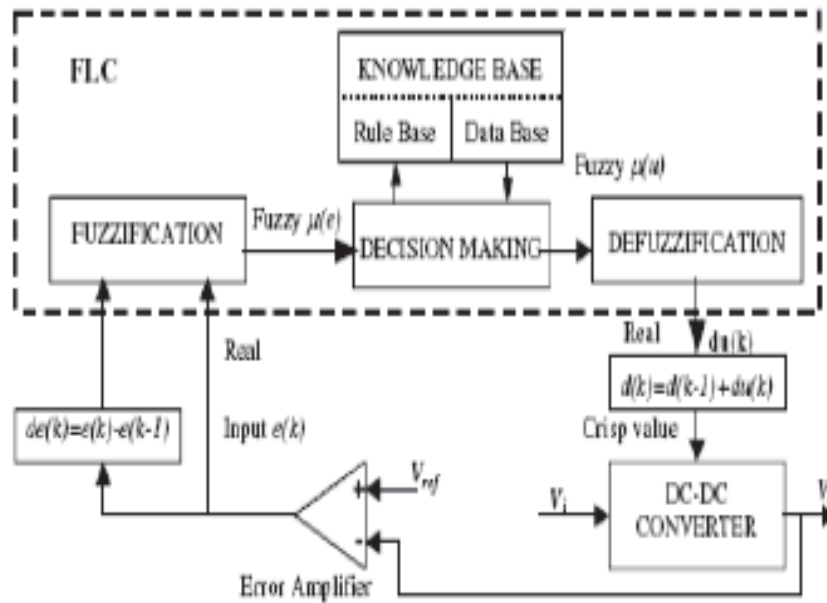 FLC
KNOWLEDGE BASE
Rule Base
Data Base
Fuzzy μ(u)
FUZZIFICATION
Fuzzy μ(e)
DECISION MAKING
DEFUZZIFICATION
Real
Real
du(k)
de(k)=e(k)-e(k-1)
Input e(k)
d(k)=d(k-1)+du(k)
Crisp value
+
V_ref
V_i
DC-DC
CONVERTER
-
Error Amplifier